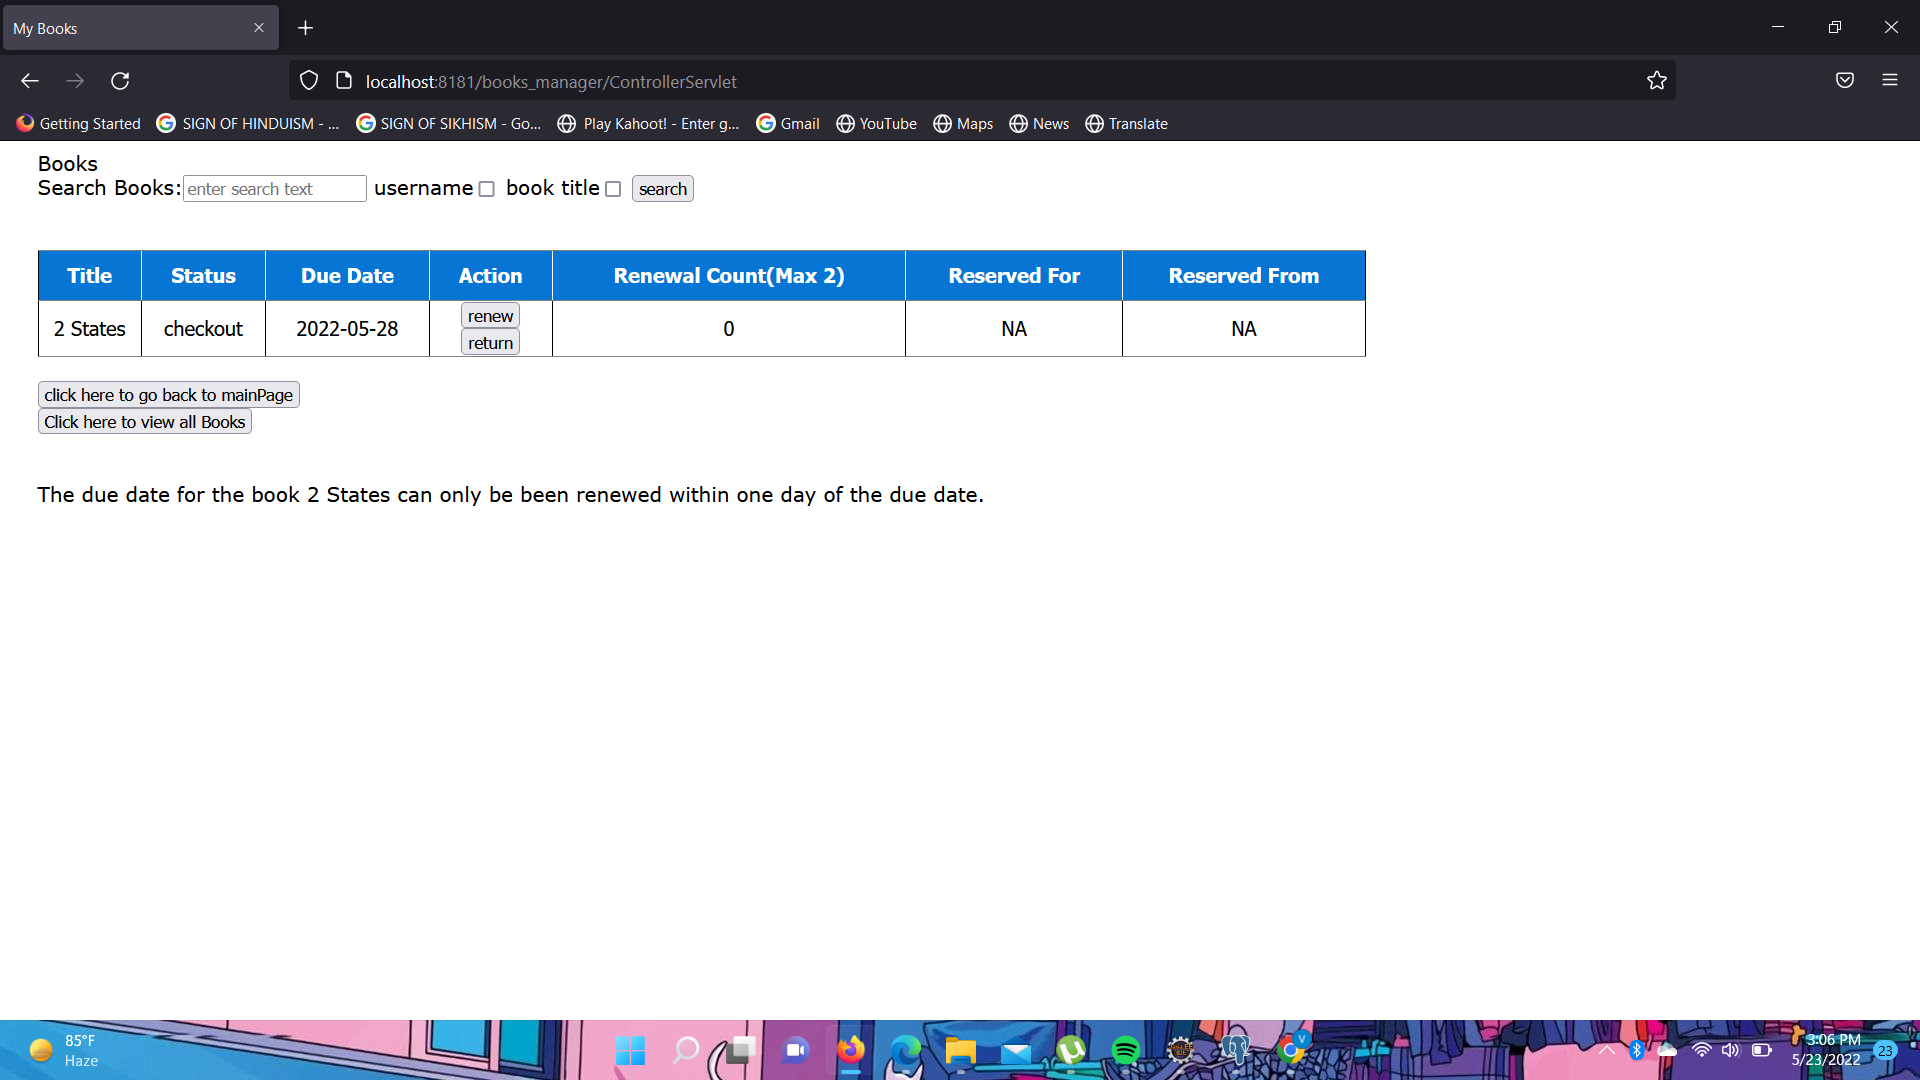 My Books
localhost:8181/books_manager/ControllerServlet
Getting Started SIGN OF HINDUISM - ... SIGN OF SIKHISM - Go... Play Kahoot! - Enter g... Gmail YouTube Maps News Translate
Books
Search Books: enter search text username book title search
Title Status Due Date Action Renewal Count(Max 2) Reserved For Reserved From
2 States checkout 2022-05-28 renew return 0 NA NA
click here to go back to mainPage
Click here to view all Books
The due date for the book 2 States can only be been renewed within one day of the due date.
85°F
Haze
3:06 PM
5/23/2022
23